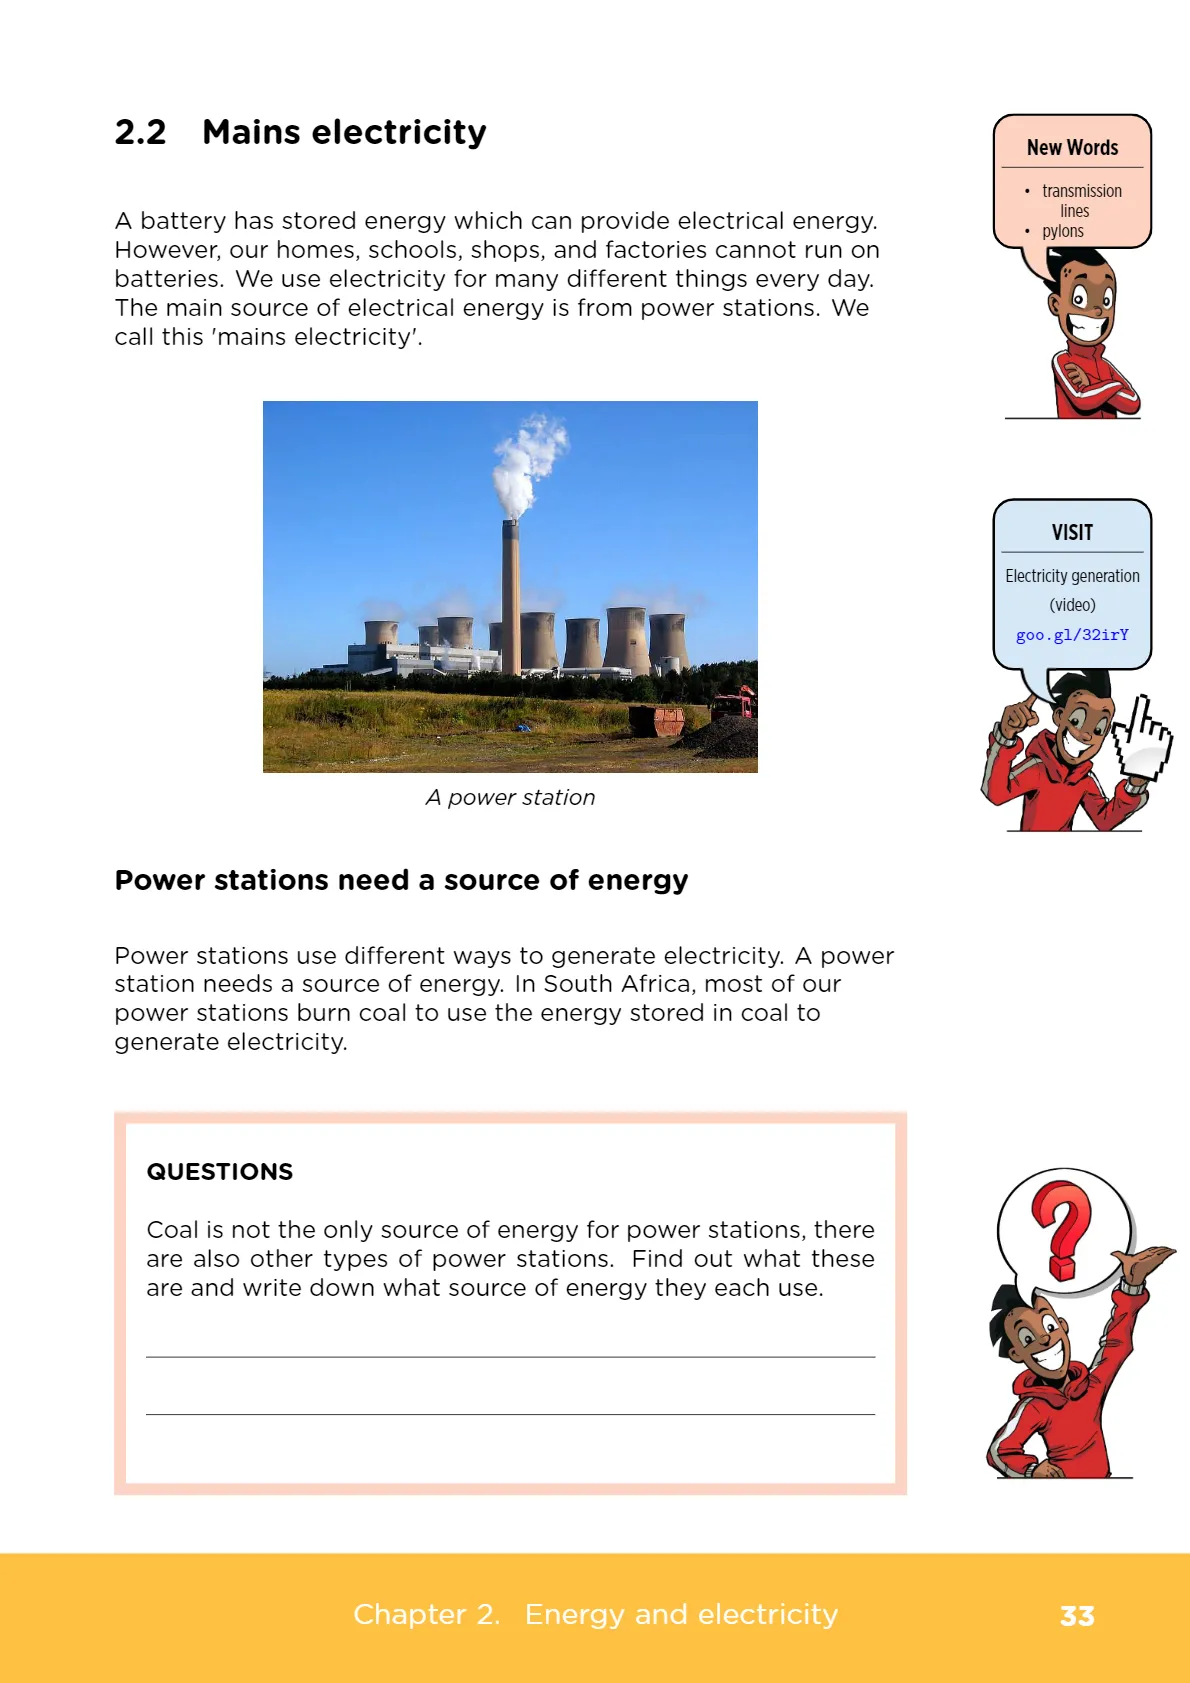 2.2 Mains electricity
A battery has stored energy which can provide electrical energy.
However, our homes, schools, shops, and factories cannot run on
batteries. We use electricity for many different things every day.
The main source of electrical energy is from power stations. We
call this 'mains electricity'.
A power station
Power stations need a source of energy
Power stations use different ways to generate electricity. A power
station needs a source of energy. In South Africa, most of our
power stations burn coal to use the energy stored in coal to
generate electricity.
QUESTIONS
Coal is not the only source of energy for power stations, there
are also other types of power stations. Find out what these
are and write down what source of energy they each use.
New Words
• transmission
lines
• pylons
VISIT
Electricity generation
(video)
goo.gl/32irY
?
Chapter 2. Energy and electricity
33